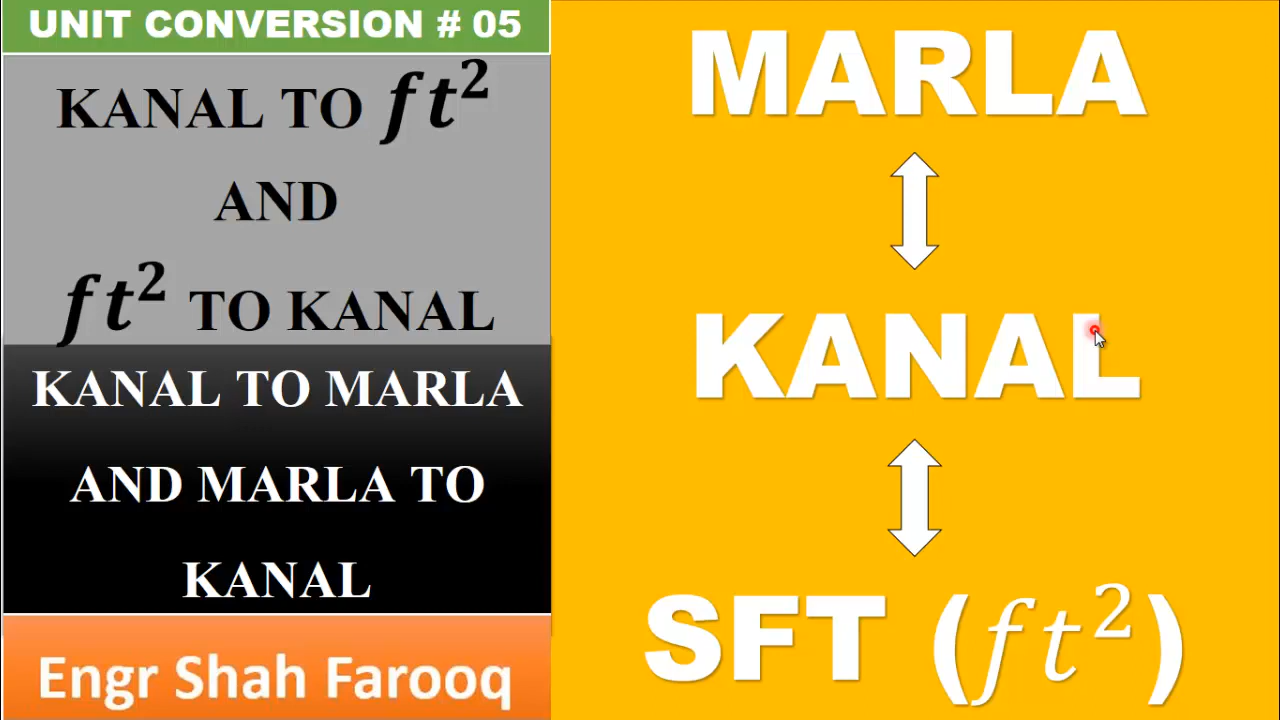 UNIT CONVERSION # 05
KANAL TO ft²
AND
ft² TO KANAL
KANAL TO MARLA
AND MARLA TO
KANAL
Engr Shah Farooq
MARLA
KANAL
SFT (ft²)